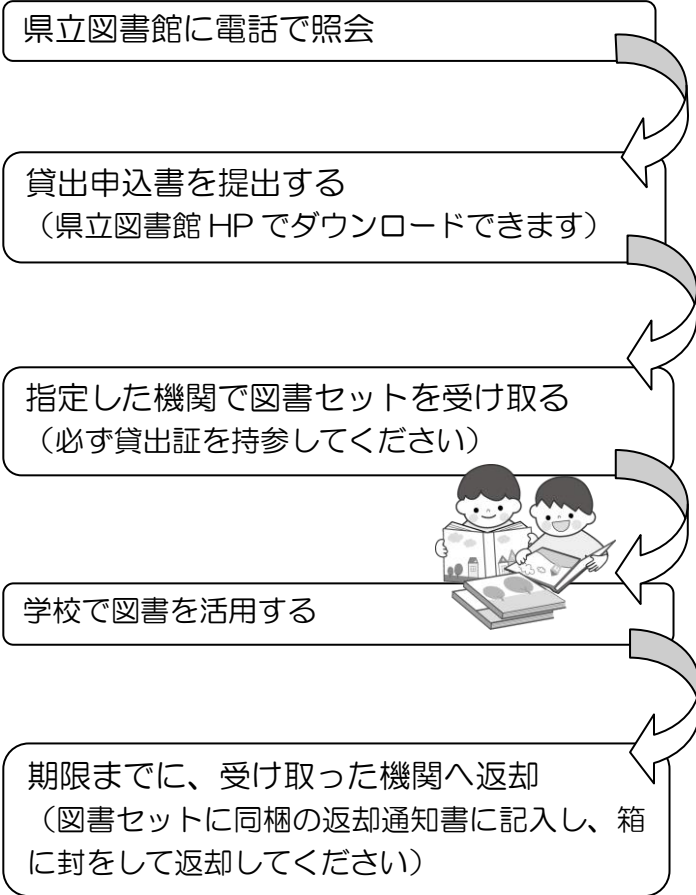 県立図書館に電話で照会
貸出申込書を提出する
（県立図書館 HP でダウンロードできます）
指定した機関で図書セットを受け取る
（必ず貸出証を持参してください）
学校で図書を活用する
期限までに、受け取った機関へ返却
（図書セットに同梱の返却通知書に記入し、箱
に封をして返却してください）